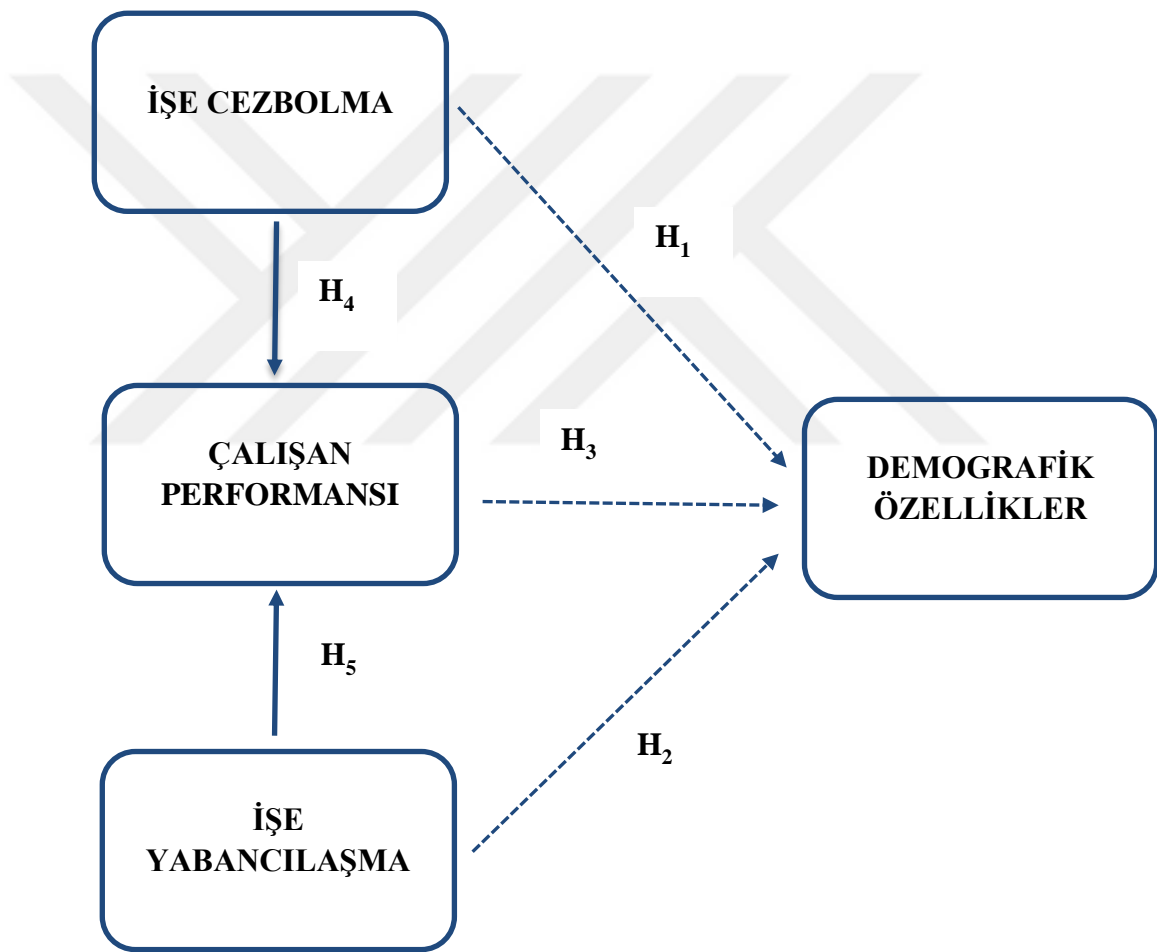 İŞE CEZBOLMA
H₁
H₄
ÇALIŞAN
PERFORMANSI
H₃
DEMOGRAFİK
ÖZELLİKLER
H₅
H₂
İŞE
YABANCILAŞMA